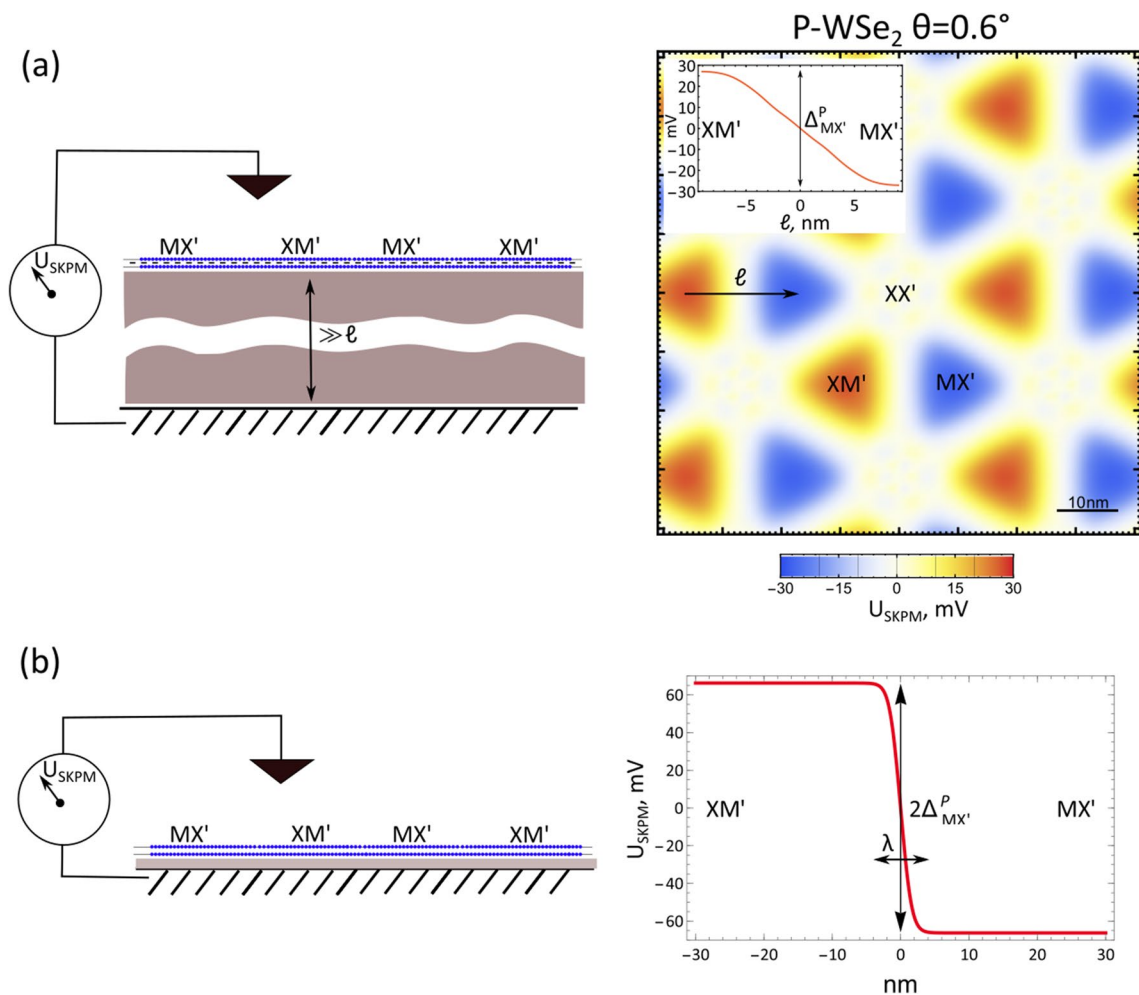 (a)
P-WSe₂ θ=0.6°
U_SKPM
MX' XM' MX' XM'
≫ℓ
30
20
10
0
−10
−20
−30
mV
XM' Δ^P_MX' MX'
−5 0 5
ℓ, nm
ℓ
XX'
XM' MX'
10nm
−30 −15 0 15 30
U_SKPM, mV
(b)
U_SKPM
MX' XM' MX' XM'
60
40
20
0
−20
−40
−60
U_SKPM, mV
XM' 2Δ^P_MX' MX'
λ
−30 −20 −10 0 10 20 30
nm